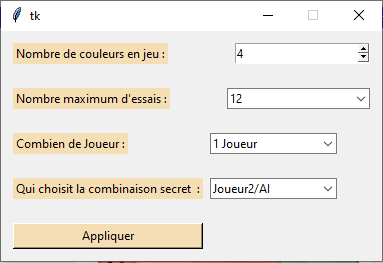 tk
Nombre de couleurs en jeu : 4
Nombre maximum d'essais : 12
Combien de Joueur : 1 Joueur
Qui choisit la combinaison secret : Joueur2/AI
Appliquer